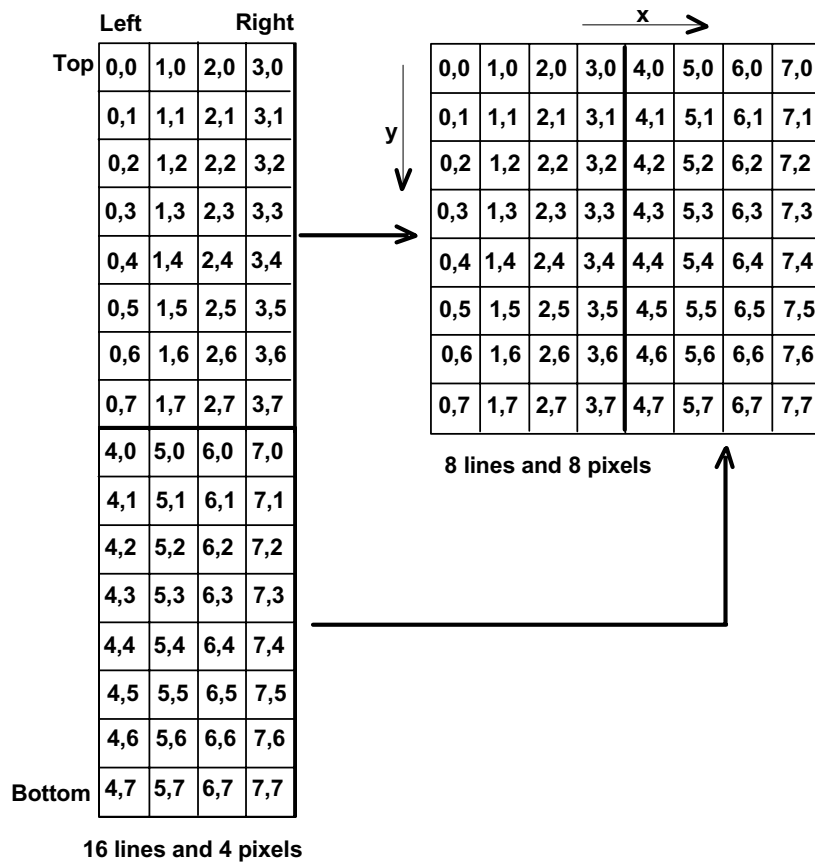 Left Right
x
Top
0,0 1,0 2,0 3,0
0,1 1,1 2,1 3,1
0,2 1,2 2,2 3,2
0,3 1,3 2,3 3,3
0,4 1,4 2,4 3,4
0,5 1,5 2,5 3,5
0,6 1,6 2,6 3,6
0,7 1,7 2,7 3,7
4,0 5,0 6,0 7,0
4,1 5,1 6,1 7,1
4,2 5,2 6,2 7,2
4,3 5,3 6,3 7,3
4,4 5,4 6,4 7,4
4,5 5,5 6,5 7,5
4,6 5,6 6,6 7,6
Bottom 4,7 5,7 6,7 7,7
16 lines and 4 pixels
y
0,0 1,0 2,0 3,0 4,0 5,0 6,0 7,0
0,1 1,1 2,1 3,1 4,1 5,1 6,1 7,1
0,2 1,2 2,2 3,2 4,2 5,2 6,2 7,2
0,3 1,3 2,3 3,3 4,3 5,3 6,3 7,3
0,4 1,4 2,4 3,4 4,4 5,4 6,4 7,4
0,5 1,5 2,5 3,5 4,5 5,5 6,5 7,5
0,6 1,6 2,6 3,6 4,6 5,6 6,6 7,6
0,7 1,7 2,7 3,7 4,7 5,7 6,7 7,7
8 lines and 8 pixels